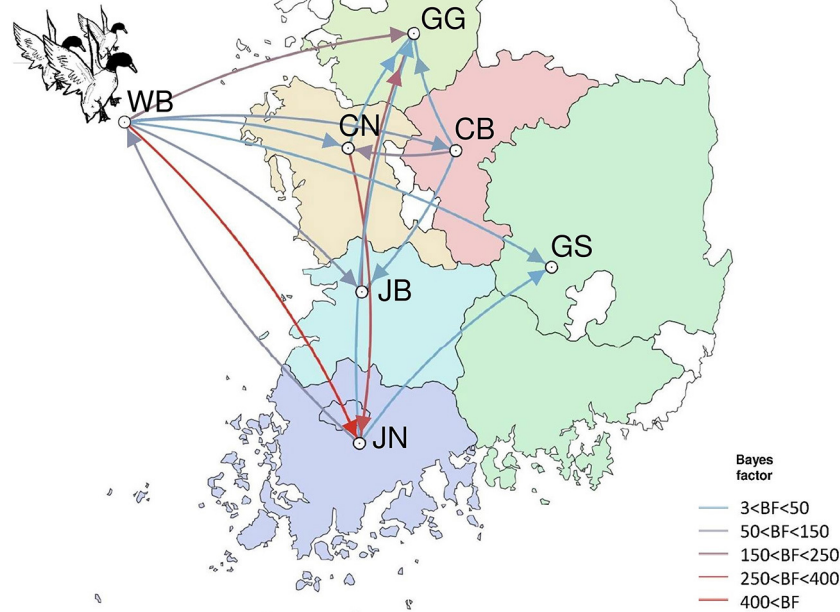 GG
WB
CN
CB
GS
JB
JN
Bayes
factor
3<BF<50
50<BF<150
150<BF<250
250<BF<400
400<BF